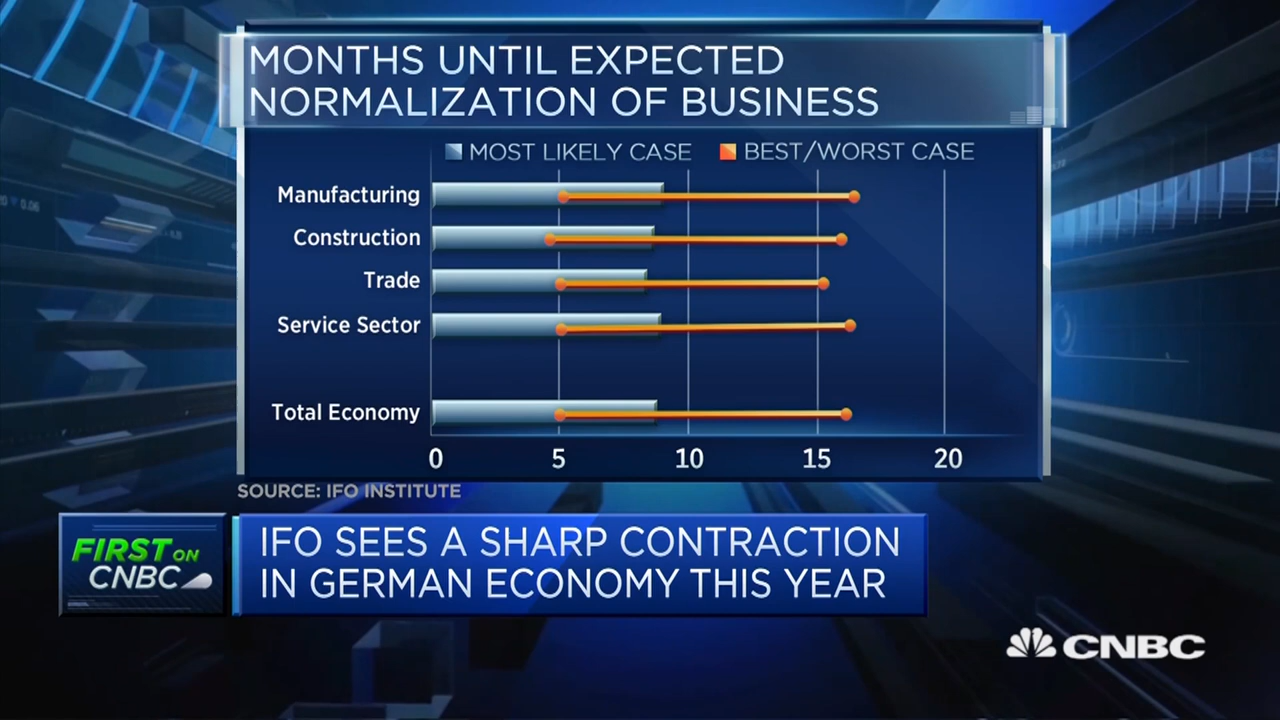 MONTHS UNTIL EXPECTED
NORMALIZATION OF BUSINESS
MOST LIKELY CASE BEST/WORST CASE
Manufacturing
Construction
Trade
Service Sector
Total Economy
0 5 10 15 20
SOURCE: IFO INSTITUTE
FIRST ON
CNBC
IFO SEES A SHARP CONTRACTION
IN GERMAN ECONOMY THIS YEAR
CNBC